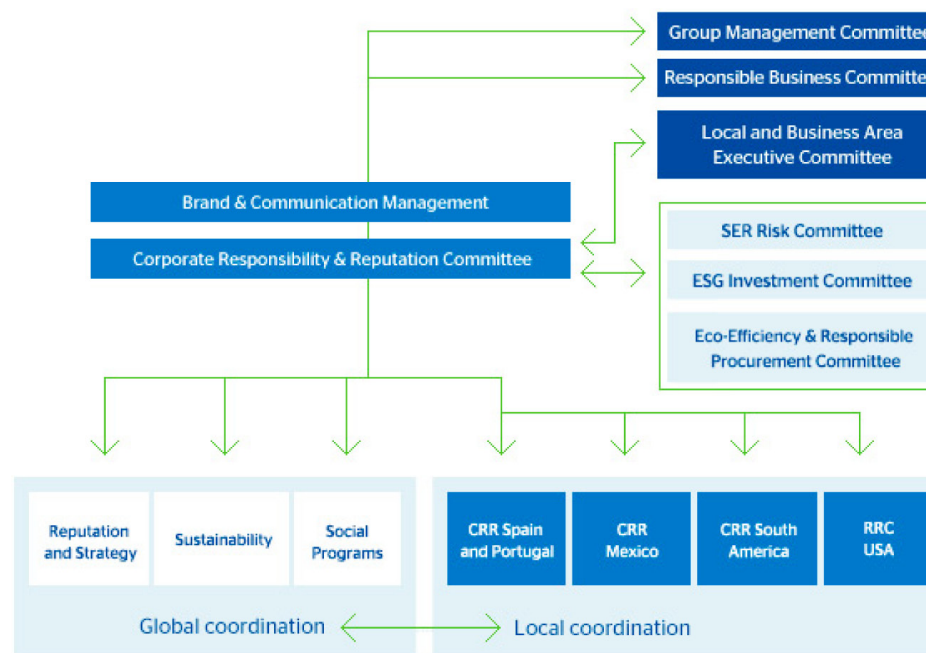 Group Management Committee
Responsible Business Committe
Local and Business Area
Executive Committee
Brand & Communication Management
Corporate Responsibility & Reputation Committee
SER Risk Committee
ESG Investment Committee
Eco-Efficiency & Responsible
Procurement Committee
Reputation
and Strategy
Sustainability
Social
Programs
CRR Spain
and Portugal
CRR
Mexico
CRR South
America
RRC
USA
Global coordination
Local coordination